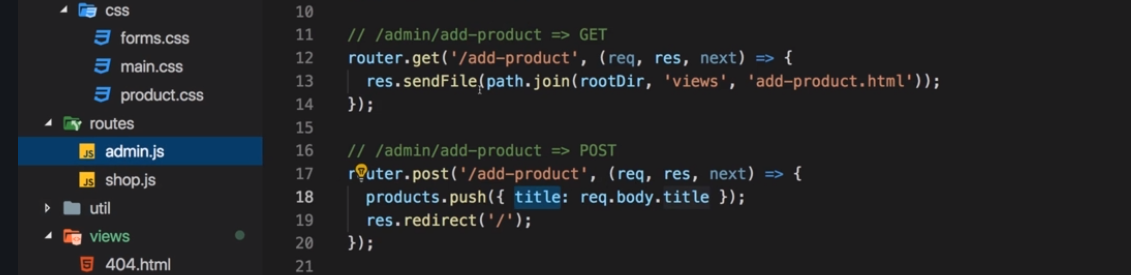 css
forms.css
main.css
product.css
routes
JS admin.js
JS shop.js
util
views
5 404.html
10
11 // /admin/add-product => GET
12 router.get('/add-product', (req, res, next) => {
13 res.sendFile(path.join(rootDir, 'views', 'add-product.html'));
14 });
15
16 // /admin/add-product => POST
17 router.post('/add-product', (req, res, next) => {
18 products.push({ title: req.body.title });
19 res.redirect('/');
20 });
21